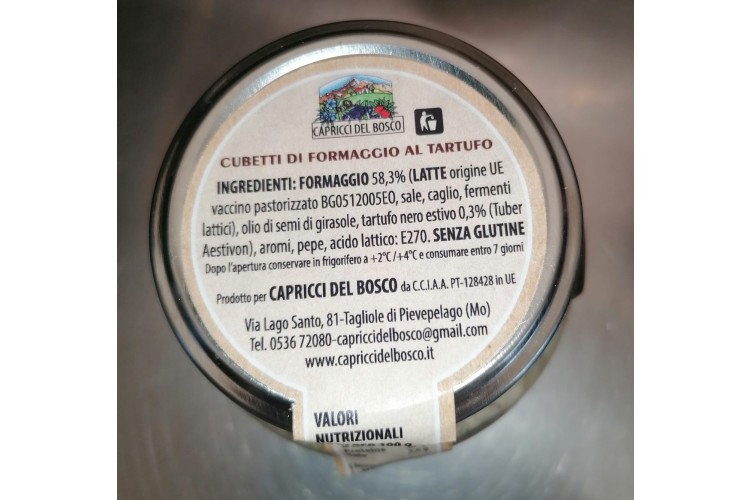 CAPRICCI DEL BOSCO
CUBETTI DI FORMAGGIO AL TARTUFO
INGREDIENTI: FORMAGGIO 58,3% (LATTE origine UE
vaccino pastorizzato BG0512005EO, sale, caglio, fermenti
lattici), olio di semi di girasole, tartufo nero estivo 0,3% (Tuber
Aestivon), aromi, pepe, acido lattico: E270. SENZA GLUTINE
Dopo l'apertura conservare in frigorifero a +2°C /+4°C e consumare entro 7 giorni
Prodotto per CAPRICCI DEL BOSCO da C.C.I.A.A. PT-128428 in UE
Via Lago Santo, 81-Tagliole di Pievepelago (Mo)
Tel. 0536 72080-capriccidelbosco@gmail.com
www.capriccidelbosco.it
VALORI
NUTRIZIONALI